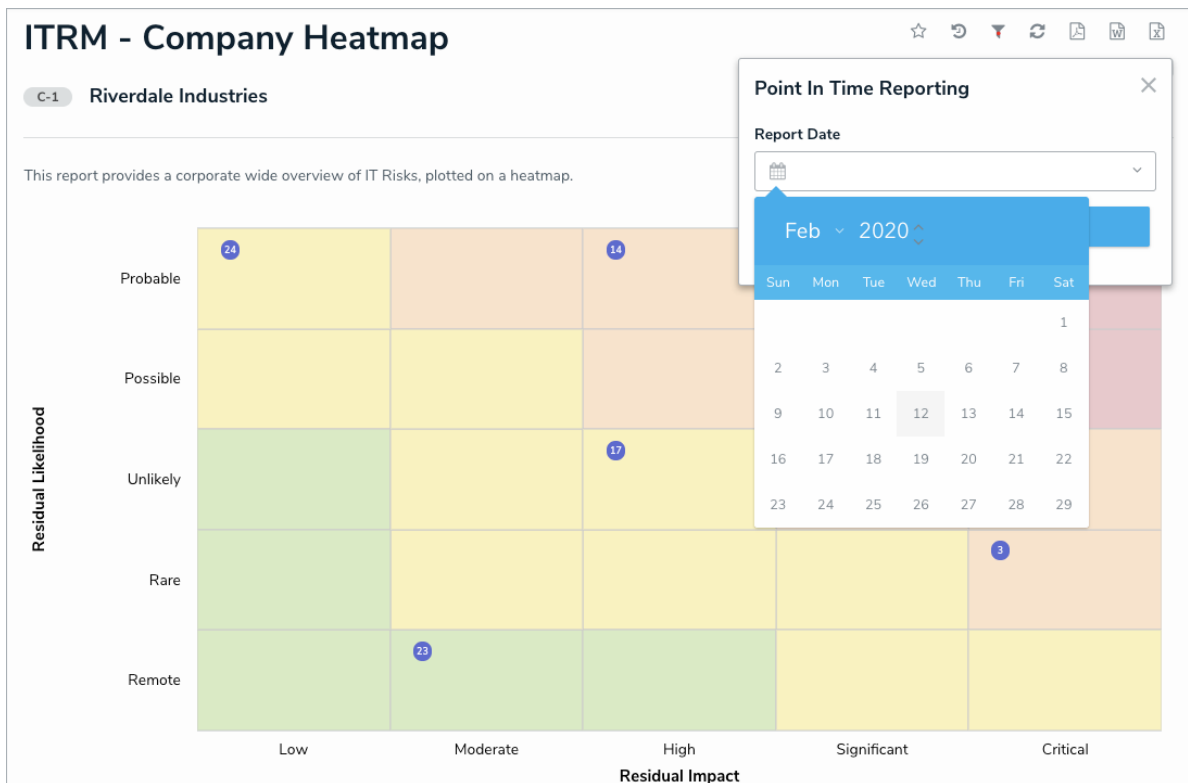 ITRM - Company Heatmap
C-1 Riverdale Industries
This report provides a corporate wide overview of IT Risks, plotted on a heatmap.
Point In Time Reporting
Report Date
Feb 2020
Sun Mon Tue Wed Thu Fri Sat
1
2 3 4 5 6 7 8
9 10 11 12 13 14 15
16 17 18 19 20 21 22
23 24 25 26 27 28 29
Residual Likelihood
Probable
24 14
Possible
Unlikely
17
Rare
3
Remote
23
Low Moderate High Significant Critical
Residual Impact